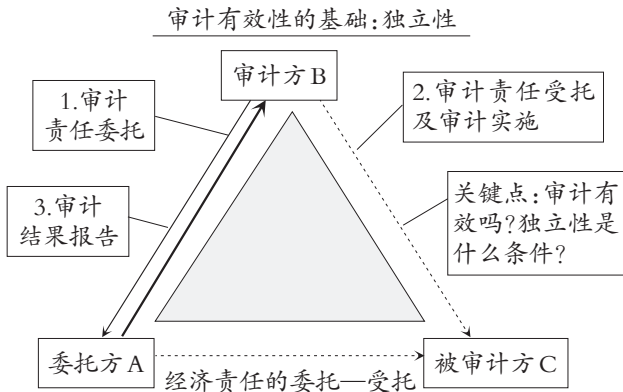 审计有效性的基础:独立性
审计方B
1.审计
责任委托
2.审计责任受托
及审计实施
3.审计
结果报告
关键点:审计有
效吗?独立性是
什么条件?
委托方A
被审计方C
经济责任的委托—受托